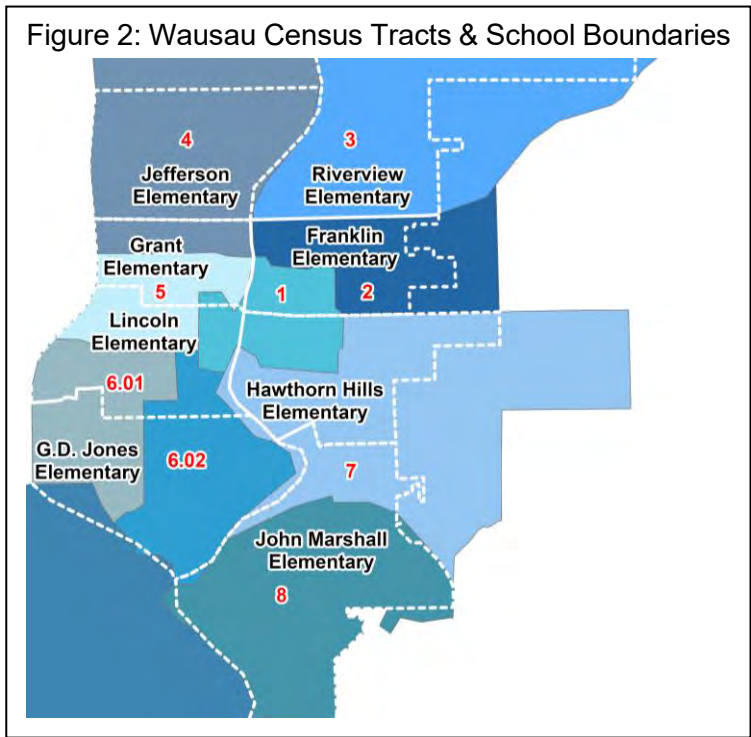 Figure 2: Wausau Census Tracts & School Boundaries
4
Jefferson
Elementary
3
Riverview
Elementary
Grant
Elementary
Franklin
Elementary
5
1
2
Lincoln
Elementary
6.01
Hawthorn Hills
Elementary
G.D. Jones
Elementary
6.02
7
John Marshall
Elementary
8